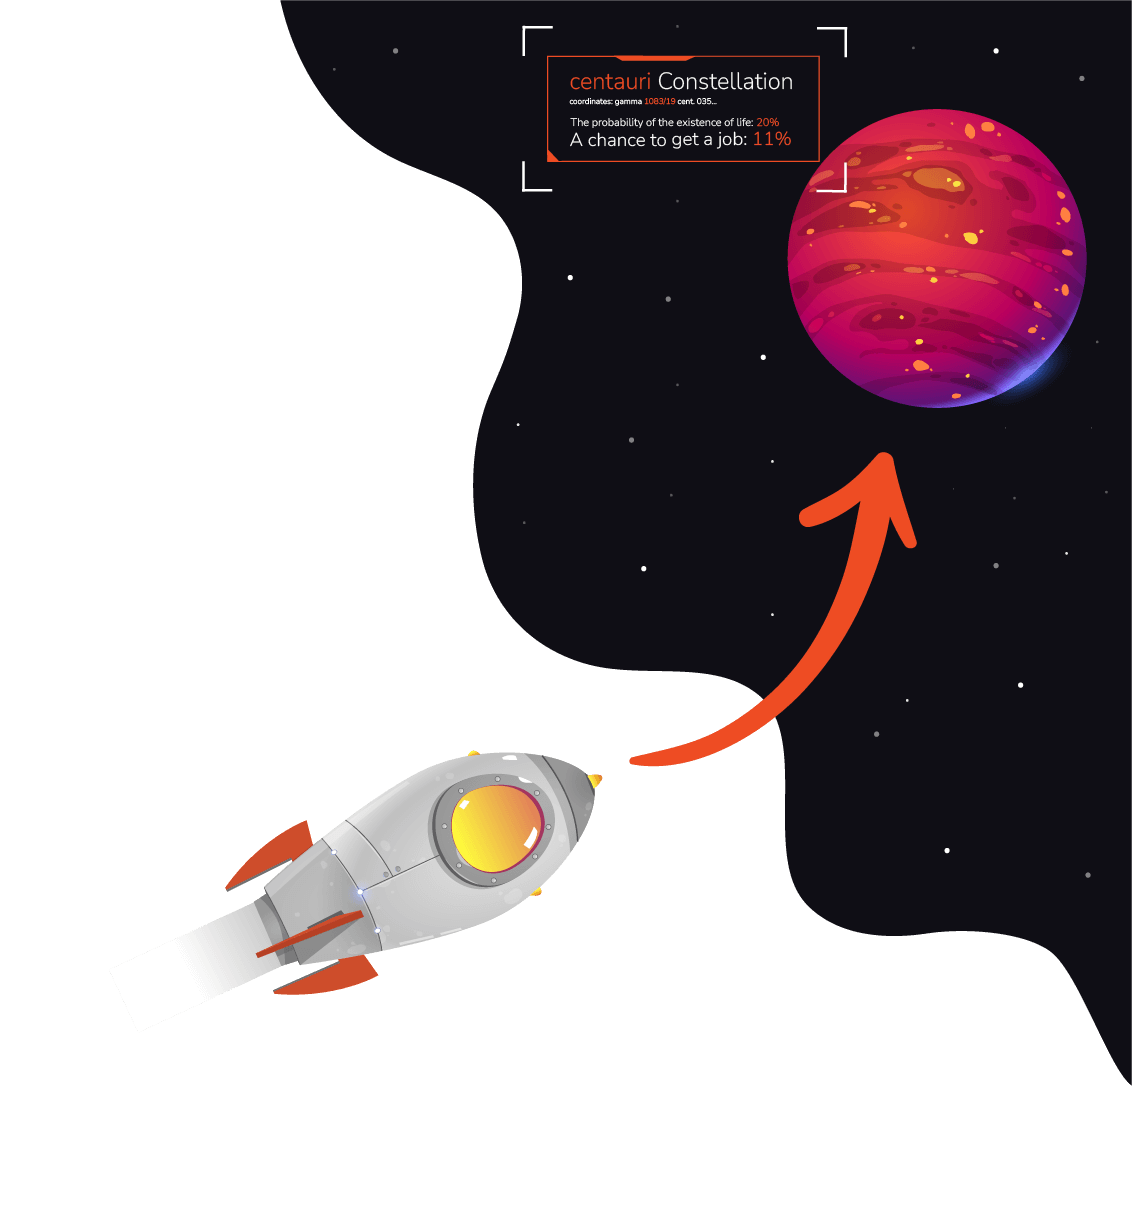 centauri Constellation
coordinates: gamma 1083/19 cent. 035...
The probability of the existence of life: 20%
A chance to get a job: 11%